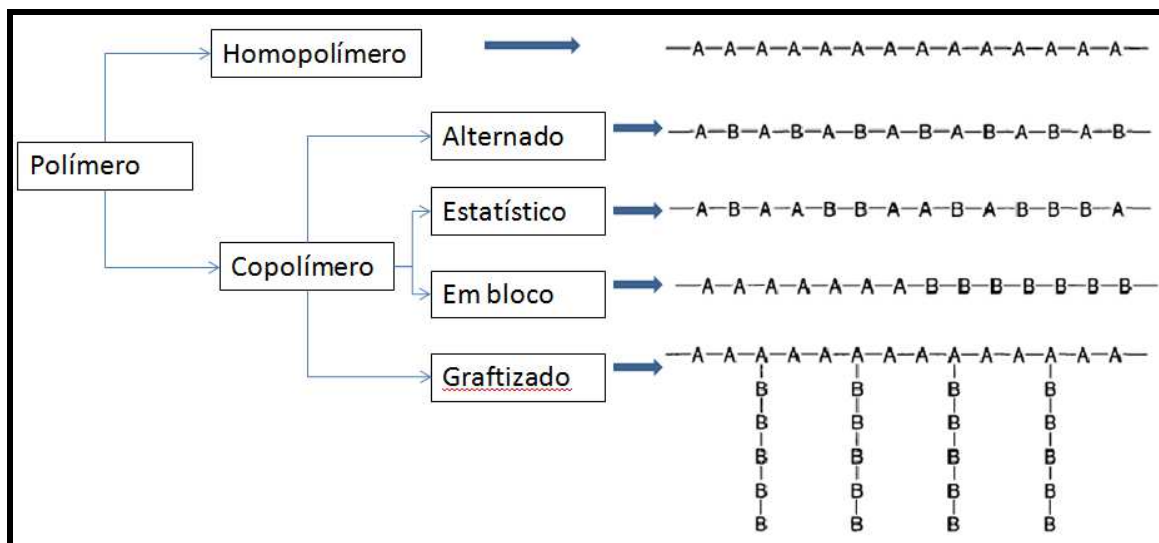 Homopolímero
—A—A—A—A—A—A—A—A—A—A—A—A—A—A—
Polímero
Copolímero
Alternado
—A—B—A—B—A—B—A—B—A—B—A—B—A—B—
Estatístico
—A—B—A—A—B—B—A—A—B—A—B—B—B—A—
Em bloco
—A—A—A—A—A—A—A—B—B—B—B—B—B—B—
Graftizado
—A—A—A—A—A—A—A—A—A—A—A—A—A—A—
B B B B
B B B B
B B B B
B B B B
B B B B